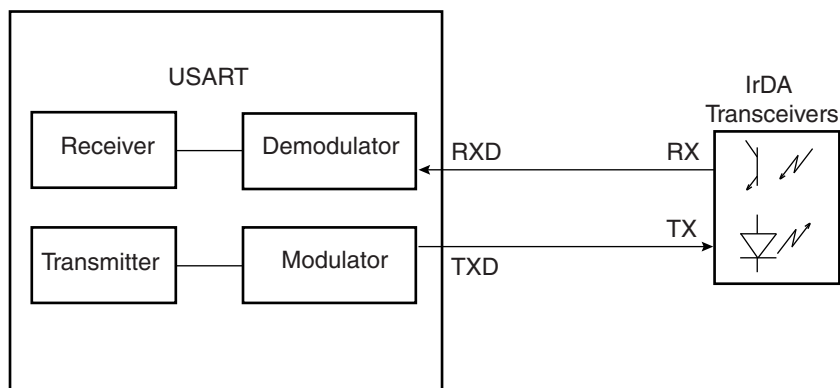 USART
IrDA
Transceivers
Receiver
Demodulator
RXD
RX
Transmitter
Modulator
TXD
TX